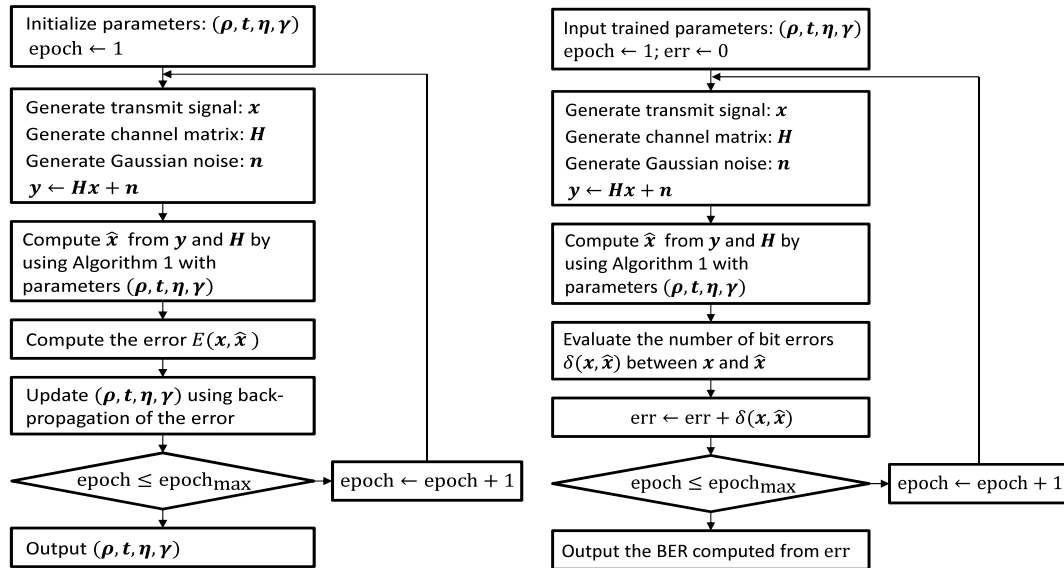 Initialize parameters: (ρ, t, η, γ)
epoch ← 1
Generate transmit signal: x
Generate channel matrix: H
Generate Gaussian noise: n
y ← Hx + n
Compute x̂ from y and H by
using Algorithm 1 with
parameters (ρ, t, η, γ)
Compute the error E(x, x̂ )
Update (ρ, t, η, γ) using back-
propagation of the error
epoch ≤ epoch_max
epoch ← epoch + 1
Output (ρ, t, η, γ)
Input trained parameters: (ρ, t, η, γ)
epoch ← 1; err ← 0
Generate transmit signal: x
Generate channel matrix: H
Generate Gaussian noise: n
y ← Hx + n
Compute x̂ from y and H by
using Algorithm 1 with
parameters (ρ, t, η, γ)
Evaluate the number of bit errors
δ(x, x̂) between x and x̂
err ← err + δ(x, x̂)
epoch ≤ epoch_max
epoch ← epoch + 1
Output the BER computed from err